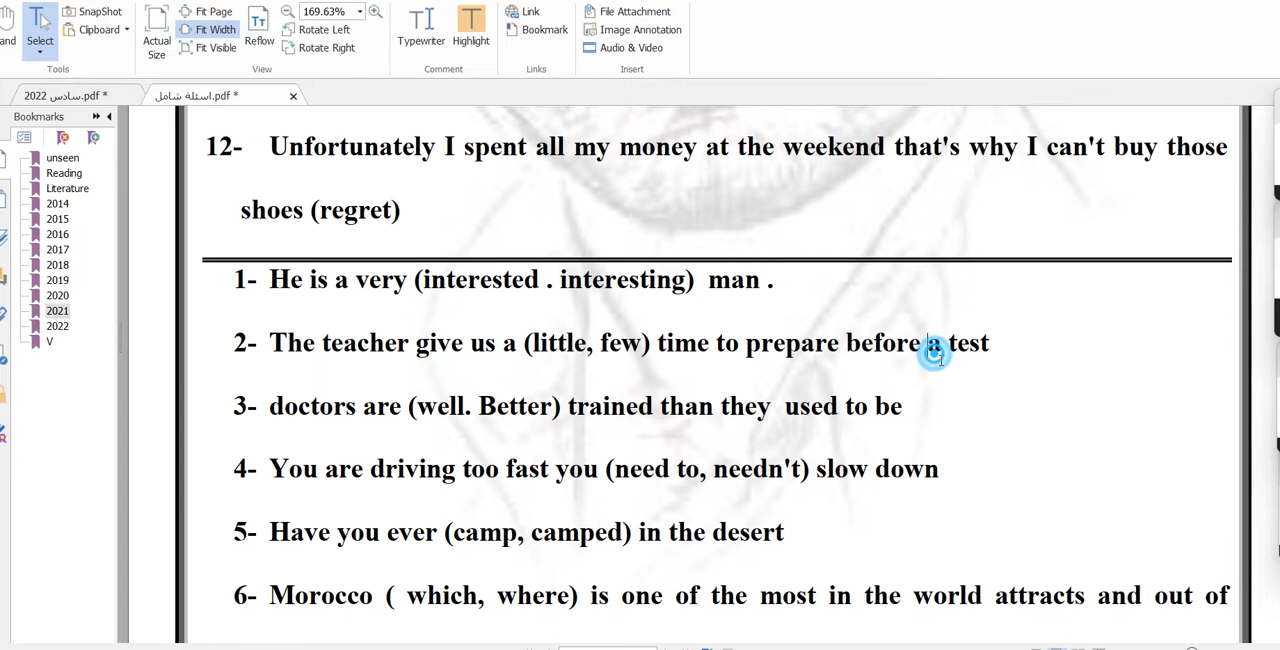 SnapShot
Fit Page
169.63%
Link
File Attachment
and
Select
Clipboard
Actual Size
Fit Width
Reflow
Rotate Left
Typewriter
Highlight
Bookmark
Image Annotation
Fit Visible
Rotate Right
Audio & Video
Tools
View
Comment
Links
Insert
سادس 2022.pdf *
اسئلة شامل.pdf *
Bookmarks
unseen
Reading
Literature
2014
2015
2016
2017
2018
2019
2020
2021
2022
V
12- Unfortunately I spent all my money at the weekend that's why I can't buy those
shoes (regret)
1- He is a very (interested . interesting) man .
2- The teacher give us a (little, few) time to prepare before a test
3- doctors are (well. Better) trained than they used to be
4- You are driving too fast you (need to, needn't) slow down
5- Have you ever (camp, camped) in the desert
6- Morocco ( which, where) is one of the most in the world attracts and out of